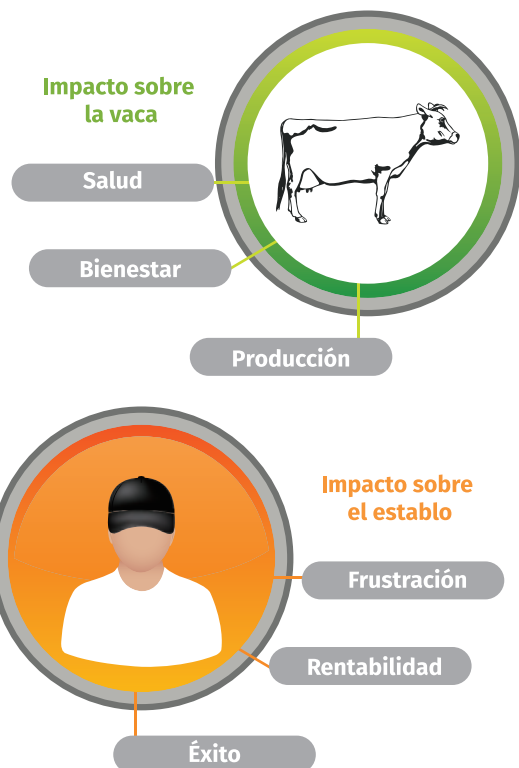 Impacto sobre
la vaca
Salud
Bienestar
Producción
Impacto sobre
el establo
Frustración
Rentabilidad
Éxito